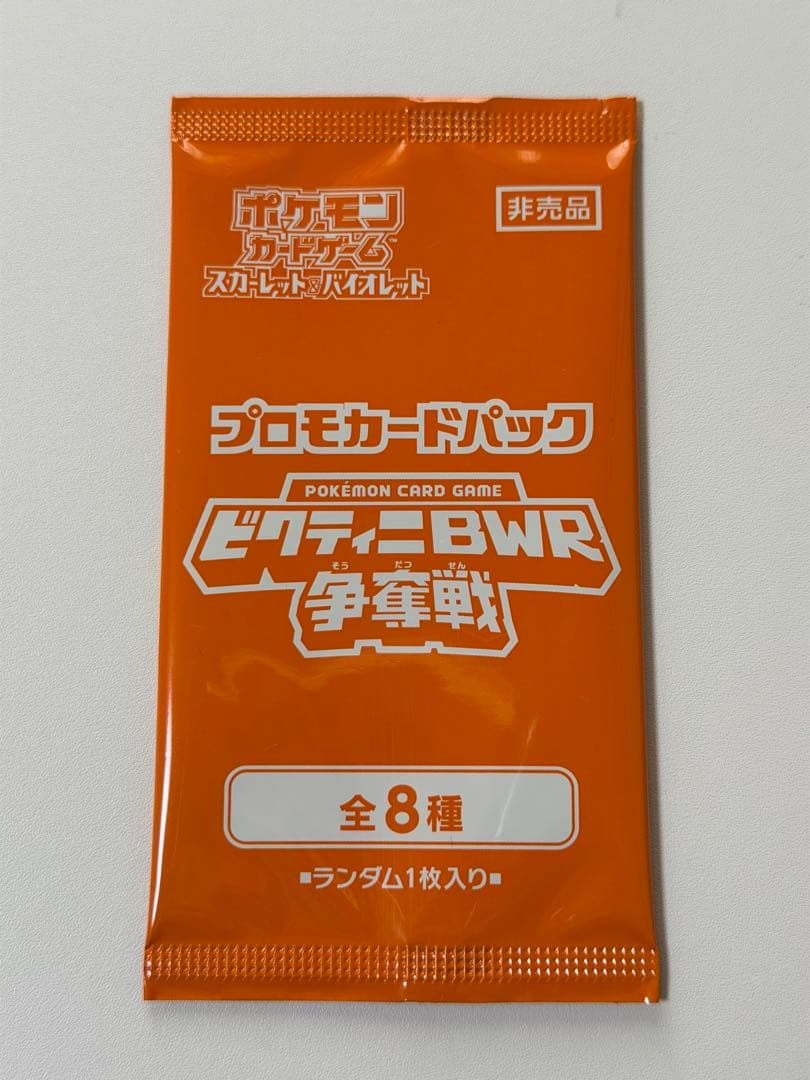 ポケモン
カードゲーム™
スカーレット&バイオレット
非売品
プロモカードパック
POKÉMON CARD GAME
ビクティニBWR
そう だつ せん
争奪戦
全8種
■ランダム1枚入り■